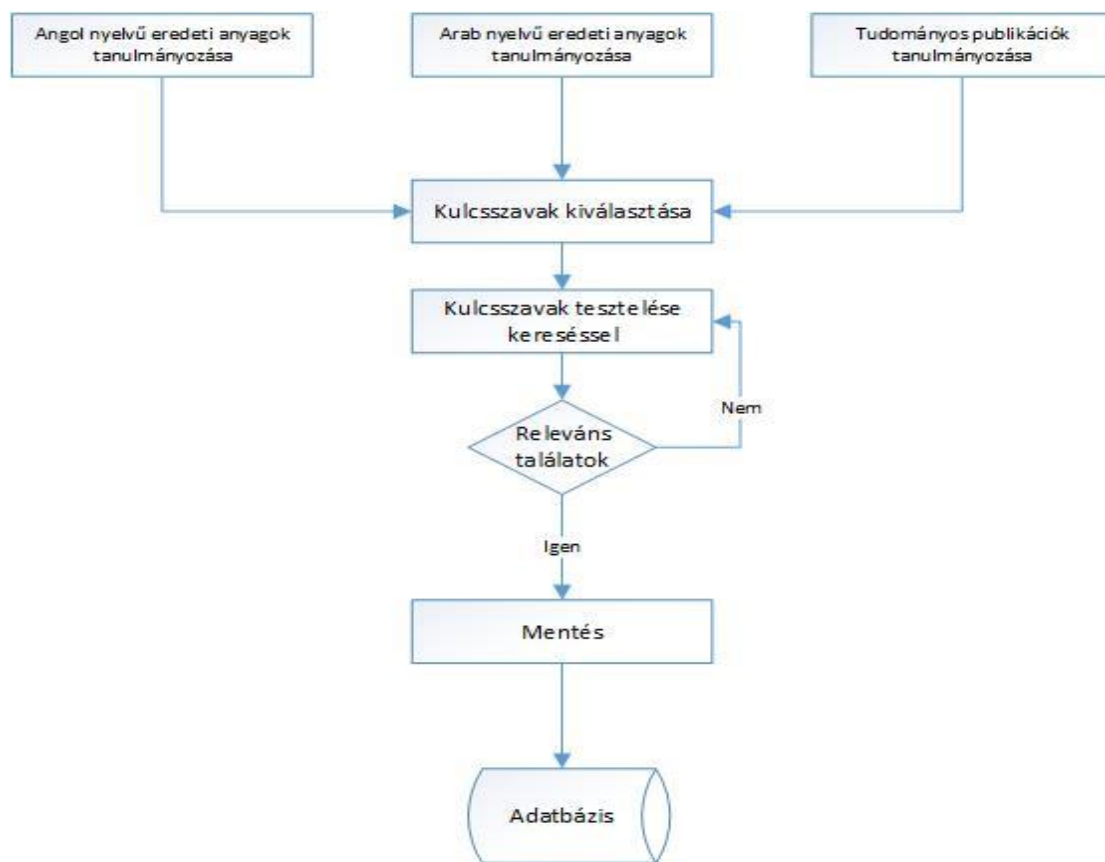 Angol nyelvű eredeti anyagok
tanulmányozása
Arab nyelvű eredeti anyagok
tanulmányozása
Tudományos publikációk
tanulmányozása
Kulcsszavak kiválasztása
Kulcsszavak tesztelése
kereséssel
Nem
Releváns
találatok
Igen
Mentés
Adatbázis